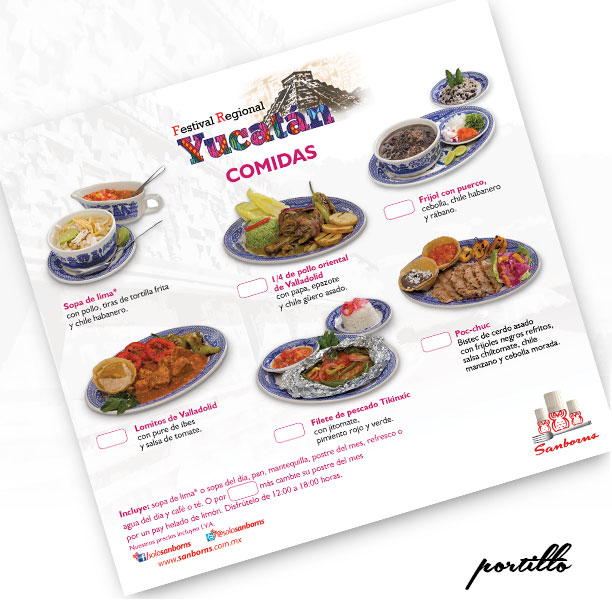 Festival Regional
Yucatán
COMIDAS
Frijol con puerco,
cebolla, chile habanero
y rábano.
Sopa de lima*
con pollo, tiras de tortilla frita
y chile habanero.
1/4 de pollo oriental
de Valladolid
con papa, epazote
y chile güero asado.
Poc-chuc
Bistec de cerdo asado
con frijoles negros refritos,
salsa chiltomate, chile
manzano y cebolla morada.
Lomitos de Valladolid
con pure de ibes
y salsa de tomate.
Filete de pescado Tikinxic
con jitomate,
pimiento rojo y verde.
Sanborns
Incluye: sopa de lima* o sopa del día, pan, mantequilla, postre del mes, refresco o
agua del día y café o té. O por más cambie su postre del mes
por un pay helado de limón. Disfrútelo de 12:00 a 18:00 horas.
Nuestros precios incluyen I.V.A.
/solosanborns
@solosanborns
www.sanborns.com.mx
portillo